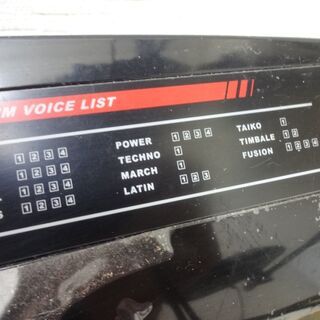 M VOICE LIST
1 2 3 4
1 2 3 4
1 2 3 4
S 1 2 3 4
POWER 1 2 3 4
TECHNO 1
MARCH 1
LATIN 1 2 3
TAIKO 1
TIMBALE 1 2
FUSION 1 2 3 4